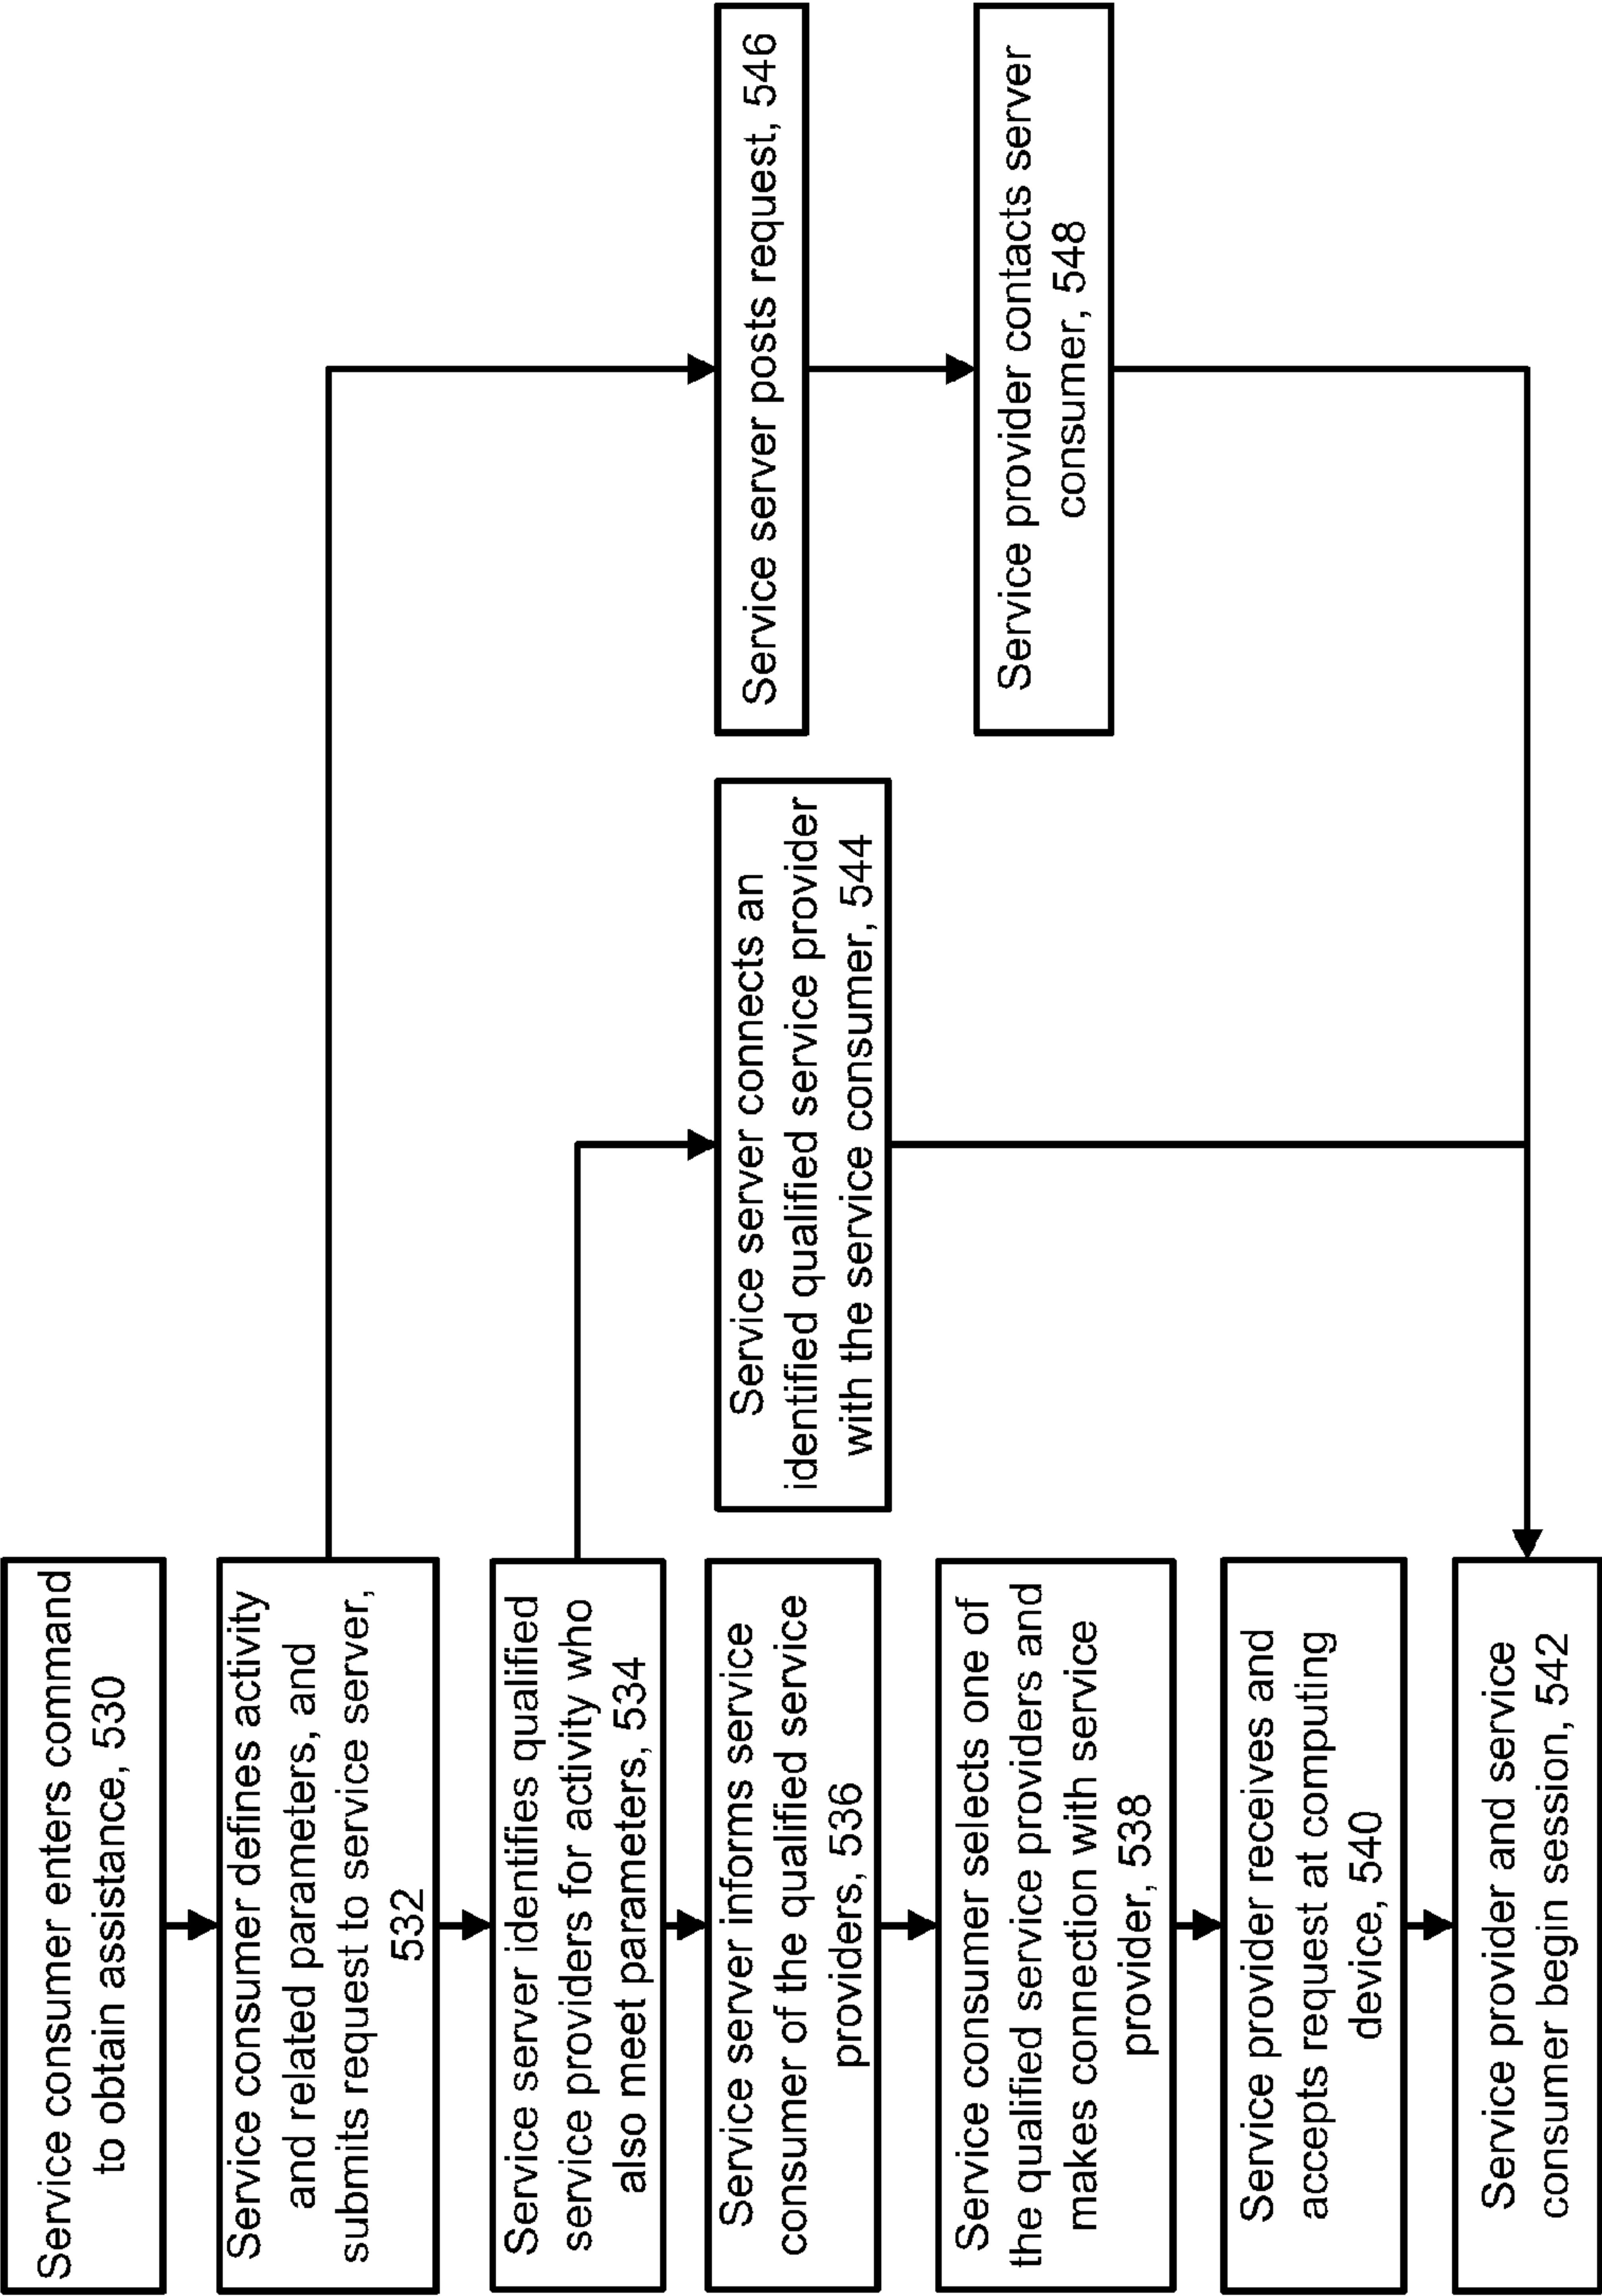 Service consumer enters command
to obtain assistance, 530
Service consumer defines activity
and related parameters, and
submits request to service server,
532
Service server identifies qualified
service providers for activity who
also meet parameters, 534
Service server informs service
consumer of the qualified service
providers, 536
Service consumer selects one of
the qualified service providers and
makes connection with service
provider, 538
Service provider receives and
accepts request at computing
device, 540
Service provider and service
consumer begin session, 542
Service server connects an
identified qualified service provider
with the service consumer, 544
Service server posts request, 546
Service provider contacts server
consumer, 548